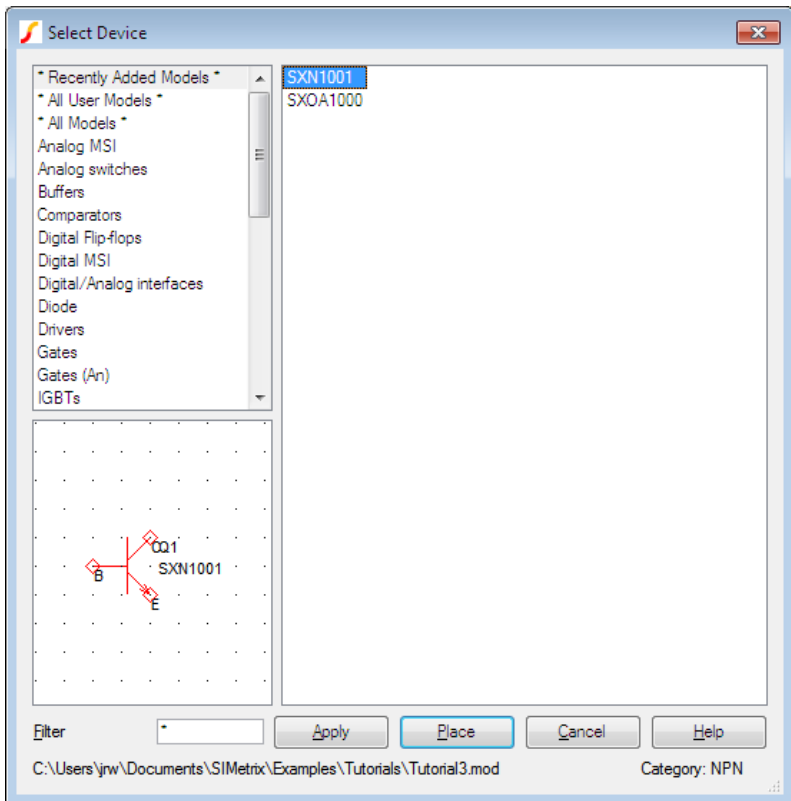 Select Device
* Recently Added Models *
* All User Models *
* All Models *
Analog MSI
Analog switches
Buffers
Comparators
Digital Flip-flops
Digital MSI
Digital/Analog interfaces
Diode
Drivers
Gates
Gates (An)
IGBTs
SXN1001
SXOA1000
C
Q1
B
SXN1001
E
Filter
*
Apply
Place
Cancel
Help
C:\Users\jrw\Documents\SIMetrix\Examples\Tutorials\Tutorial3.mod
Category: NPN